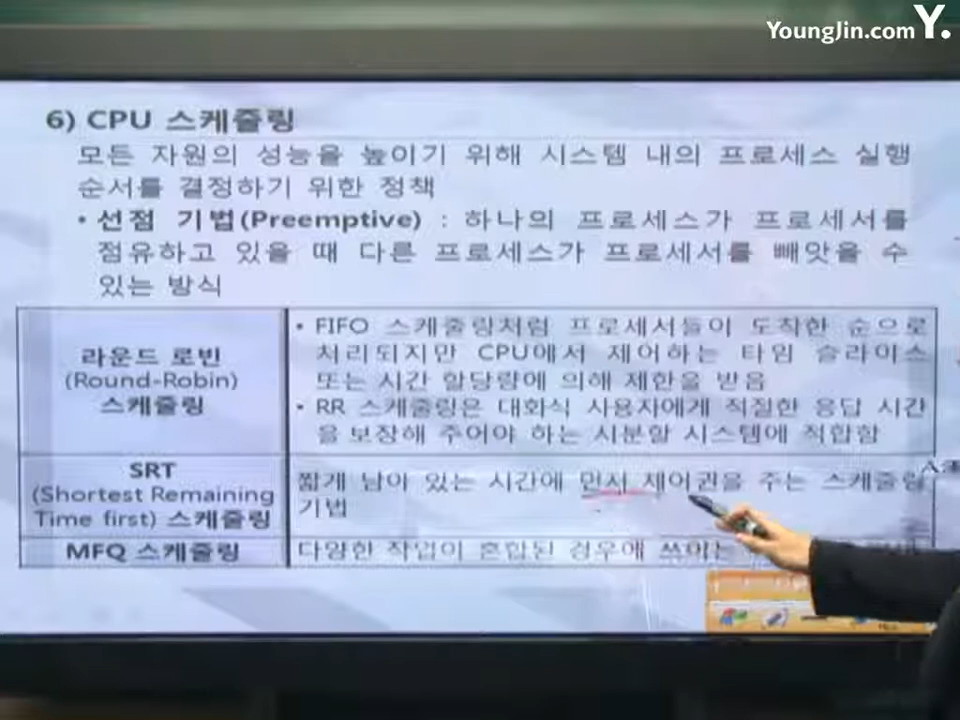 YoungJin.com Y.
6) CPU 스케줄링
모든 자원의 성능을 높이기 위해 시스템 내의 프로세스 실행
순서를 결정하기 위한 정책
• 선점 기법(Preemptive) : 하나의 프로세스가 프로세서를
점유하고 있을 때 다른 프로세스가 프로세서를 빼앗을 수
있는 방식
라운드 로빈
(Round-Robin)
스케줄링
• FIFO 스케줄링처럼 프로세서들이 도착한 순으로
처리되지만 CPU에서 제어하는 타임 슬라이스
또는 시간 할당량에 의해 제한을 받음
• RR 스케줄링은 대화식 사용자에게 적절한 응답 시간
을 보장해 주어야 하는 시분할 시스템에 적합함
SRT
(Shortest Remaining
Time first) 스케줄링
짧게 남아 있는 시간에 먼저 제어권을 주는 스케줄링
기법
MFQ 스케줄링
다양한 작업이 혼합된 경우에 쓰이는